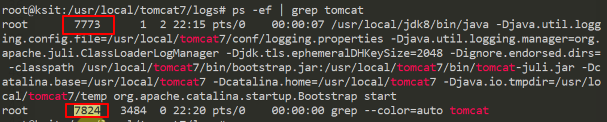 root@ksit:/usr/local/tomcat7/logs# ps -ef | grep tomcat
root      7773     1  2 22:15 pts/0    00:00:07 /usr/local/jdk8/bin/java -Djava.util.logg
ing.config.file=/usr/local/tomcat7/conf/logging.properties -Djava.util.logging.manager=org.
apache.juli.ClassLoaderLogManager -Djdk.tls.ephemeralDHKeySize=2048 -Dignore.endorsed.dirs=
 -classpath /usr/local/tomcat7/bin/bootstrap.jar:/usr/local/tomcat7/bin/tomcat-juli.jar -Dc
atalina.base=/usr/local/tomcat7 -Dcatalina.home=/usr/local/tomcat7 -Djava.io.tmpdir=/usr/lo
cal/tomcat7/temp org.apache.catalina.startup.Bootstrap start
root      7824  3484  0 22:20 pts/0    00:00:00 grep --color=auto tomcat